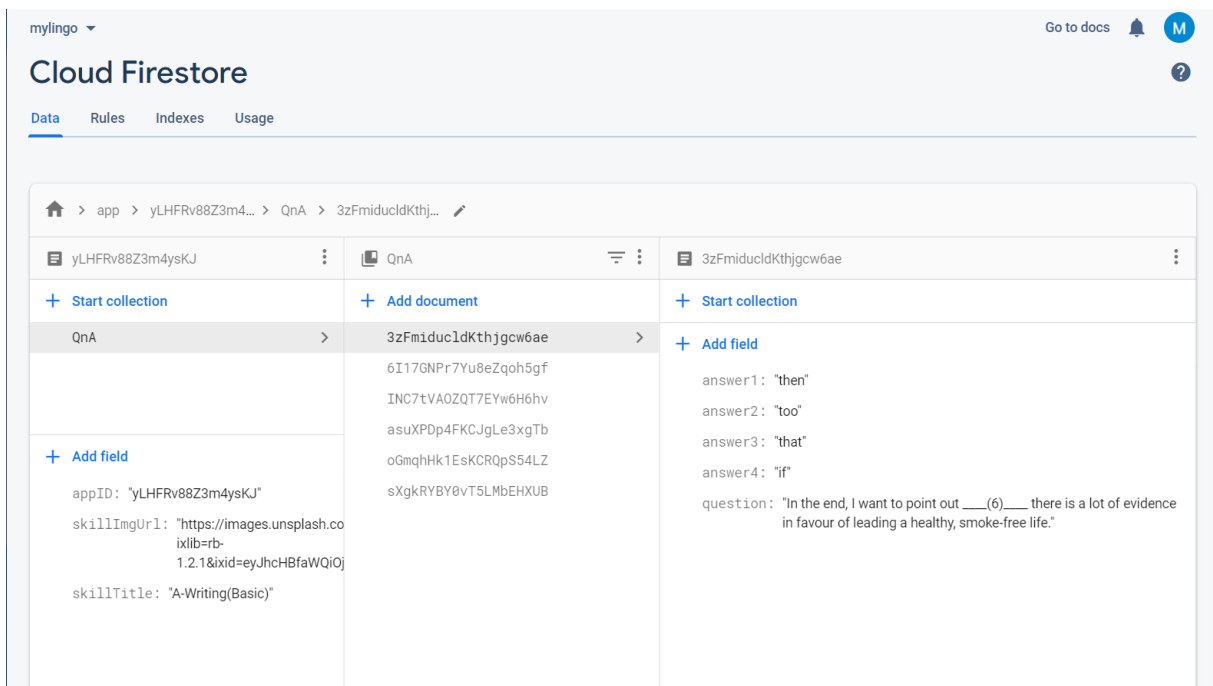 mylingo
Go to docs
M
Cloud Firestore
Data Rules Indexes Usage
app > yLHFRv88Z3m4... > QnA > 3zFmiducldKthj...
yLHFRv88Z3m4ysKJ
QnA
3zFmiducldKthjgcw6ae
+ Start collection
+ Add document
+ Start collection
QnA
3zFmiducldKthjgcw6ae
6I17GNPr7Yu8eZqoh5gf
INC7tVAOZQT7EYw6H6hv
asuXPDp4FKCJgLe3xgTb
oGmqhHk1EsKCRQpS54LZ
sXgkRYBY0vT5LMbEHXUB
+ Add field
appID: "yLHFRv88Z3m4ysKJ"
skillImgUrl: "https://images.unsplash.co
ixlib=rb-
1.2.1&ixid=eyJhcHBfaWQiOj
skillTitle: "A-Writing(Basic)"
+ Add field
answer1: "then"
answer2: "too"
answer3: "that"
answer4: "if"
question: "In the end, I want to point out ____(6)____ there is a lot of evidence
in favour of leading a healthy, smoke-free life."